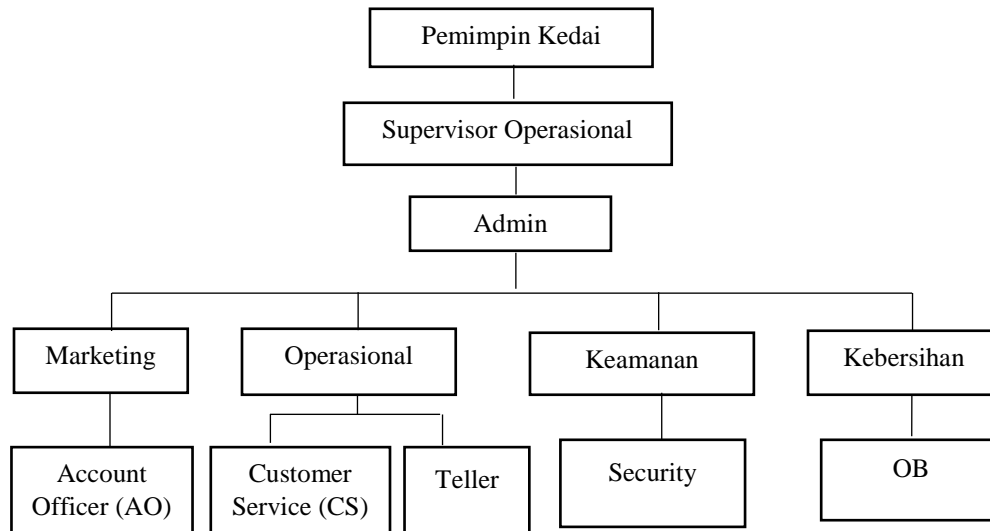 Pemimpin Kedai
Supervisor Operasional
Admin
Marketing
Operasional
Keamanan
Kebersihan
Account
Officer (AO)
Customer
Service (CS)
Teller
Security
OB